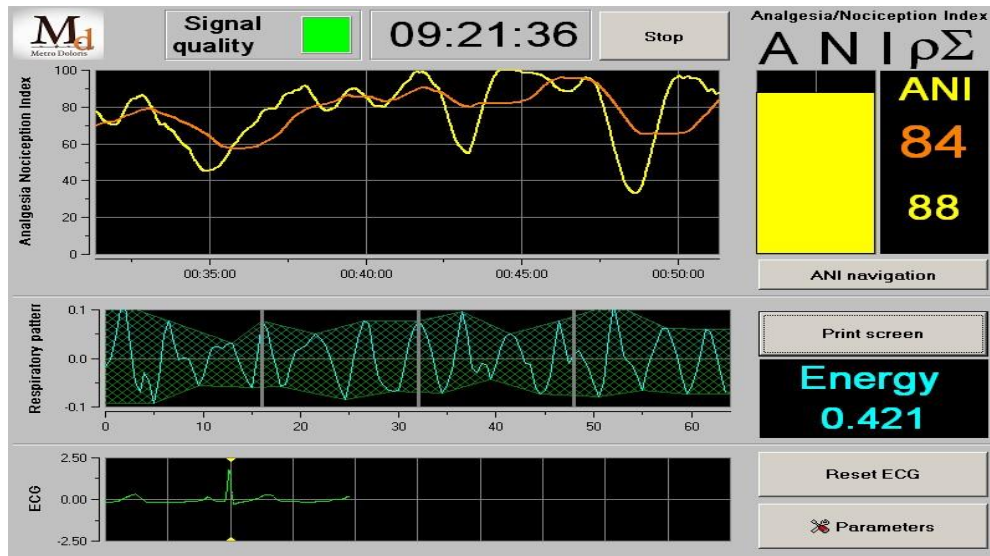 Md
Metro Doloris
Signal
quality
09:21:36
Stop
Analgesia/Nociception Index
ANI ρΣ
Analgesia Nociception Index
100
80
60
40
20
0
00:35:00 00:40:00 00:45:00 00:50:00
ANI
84
88
ANI navigation
Respiratory pattern
0.1
0.0
-0.1
0 10 20 30 40 50 60
Print screen
Energy
0.421
ECG
2.50
0.00
-2.50
Reset ECG
Parameters